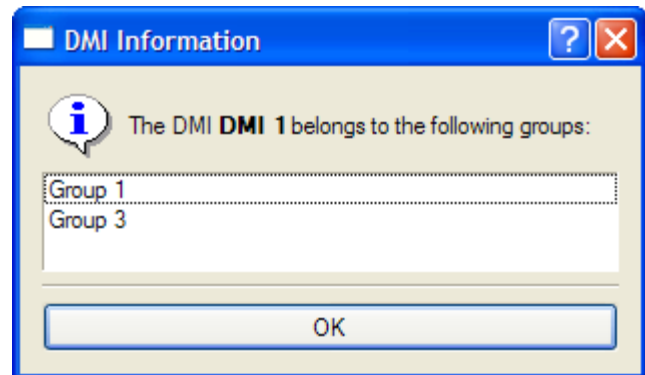 DMI Information
The DMI DMI 1 belongs to the following groups:
Group 1
Group 3
OK